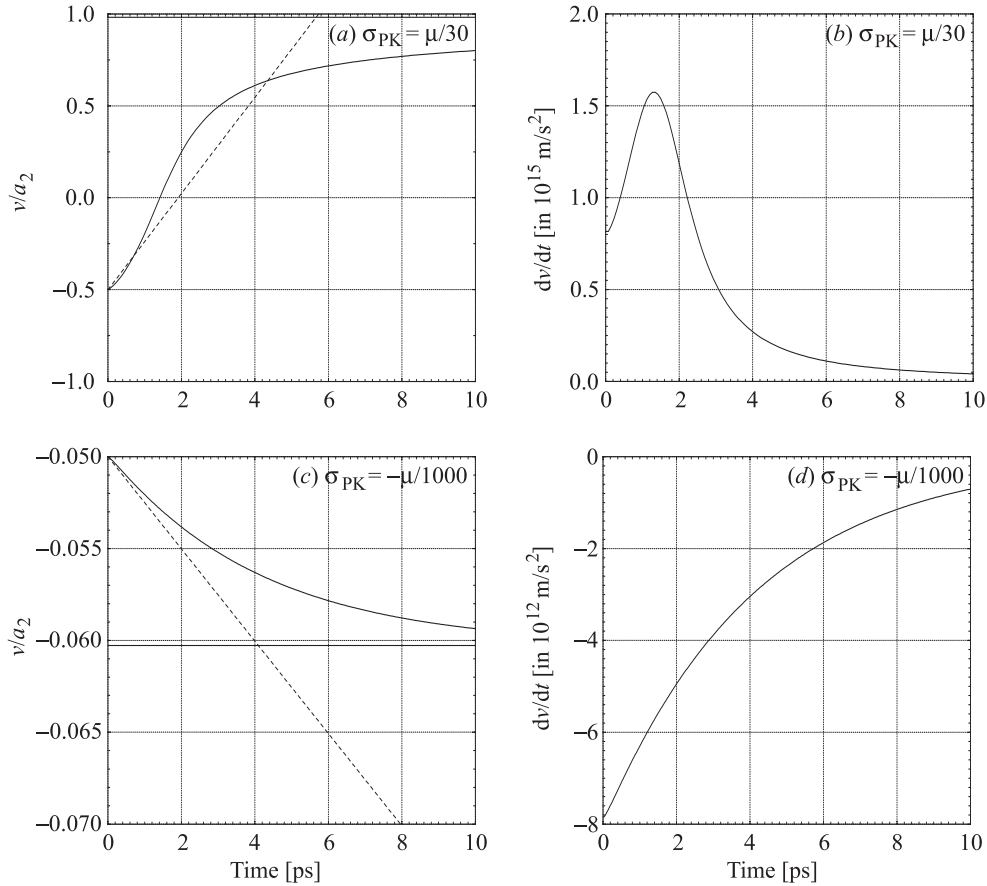 (a) σPK = μ/30
1.0
0.5
0.0
−0.5
−1.0
v/a2
0 2 4 6 8 10
(b) σPK = μ/30
2.0
1.5
1.0
0.5
0.0
dv/dt [in 10^15 m/s^2]
0 2 4 6 8 10
(c) σPK = −μ/1000
−0.050
−0.055
−0.060
−0.065
−0.070
v/a2
0 2 4 6 8 10
Time [ps]
(d) σPK = −μ/1000
0
−2
−4
−6
−8
dv/dt [in 10^12 m/s^2]
0 2 4 6 8 10
Time [ps]